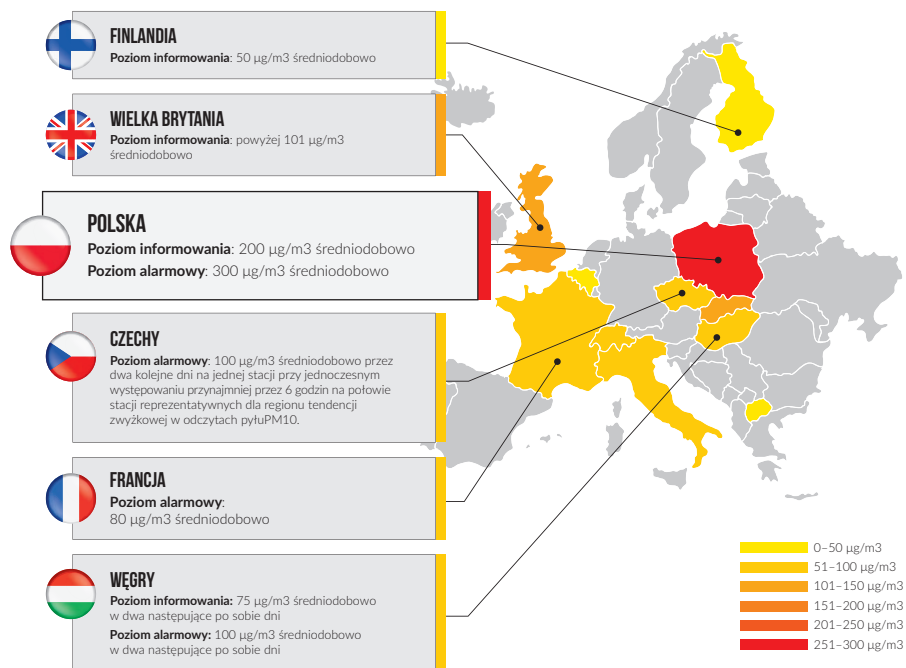 FINLANDIA
Poziom informowania: 50 µg/m3 średniodobowo
WIELKA BRYTANIA
Poziom informowania: powyżej 101 µg/m3
średniodobowo
POLSKA
Poziom informowania: 200 µg/m3 średniodobowo
Poziom alarmowy: 300 µg/m3 średniodobowo
CZECHY
Poziom alarmowy: 100 µg/m3 średniodobowo przez
dwa kolejne dni na jednej stacji przy jednoczesnym
występowaniu przynajmniej przez 6 godzin na połowie
stacji reprezentatywnych dla regionu tendencji
zwyżkowej w odczytach pyłuPM10.
FRANCJA
Poziom alarmowy:
80 µg/m3 średniodobowo
WĘGRY
Poziom informowania: 75 µg/m3 średniodobowo
w dwa następujące po sobie dni
Poziom alarmowy: 100 µg/m3 średniodobowo
w dwa następujące po sobie dni
0–50 µg/m3
51–100 µg/m3
101–150 µg/m3
151–200 µg/m3
201–250 µg/m3
251–300 µg/m3